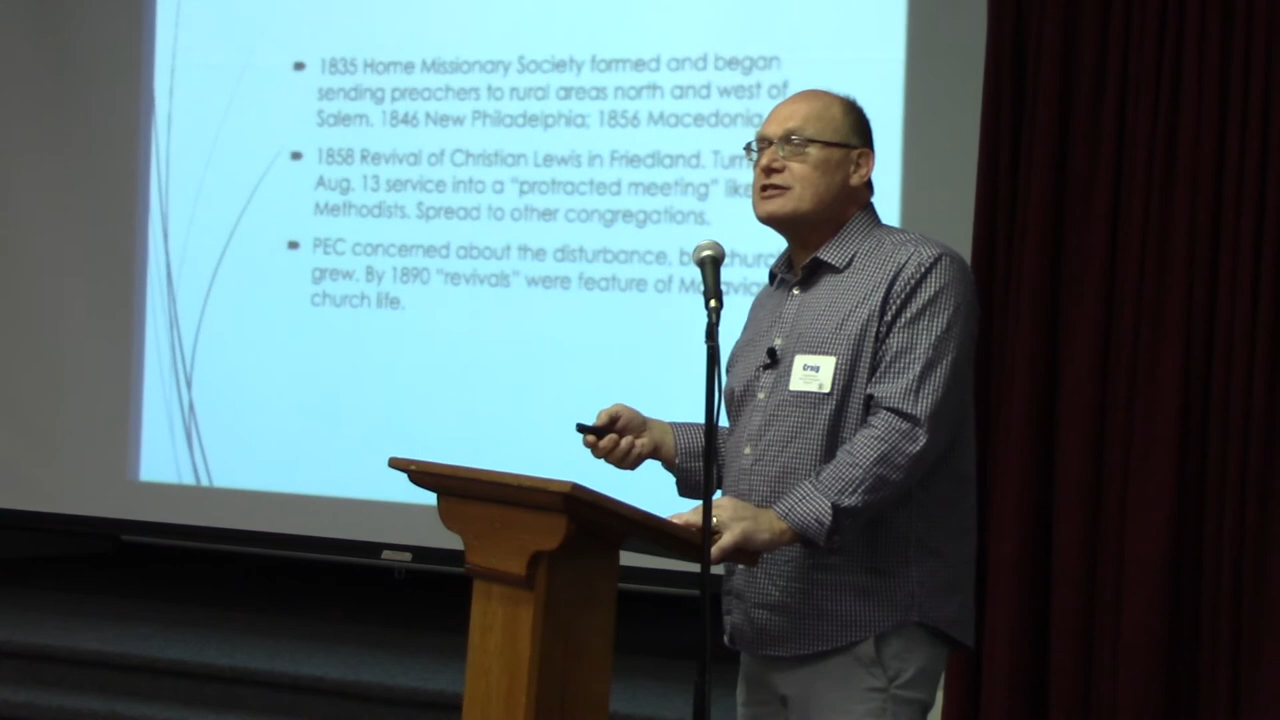 1835 Home Missionary Society formed and began
sending preachers to rural areas north and west of
Salem. 1846 New Philadelphia; 1856 Macedonia
1858 Revival of Christian Lewis in Friedland.
Aug. 13 service into a "protracted meeting"
Methodists. Spread to other congregations.
PEC concerned about the disturbance,
grew. By 1890 "revivals" were feature of
church life.
Craig